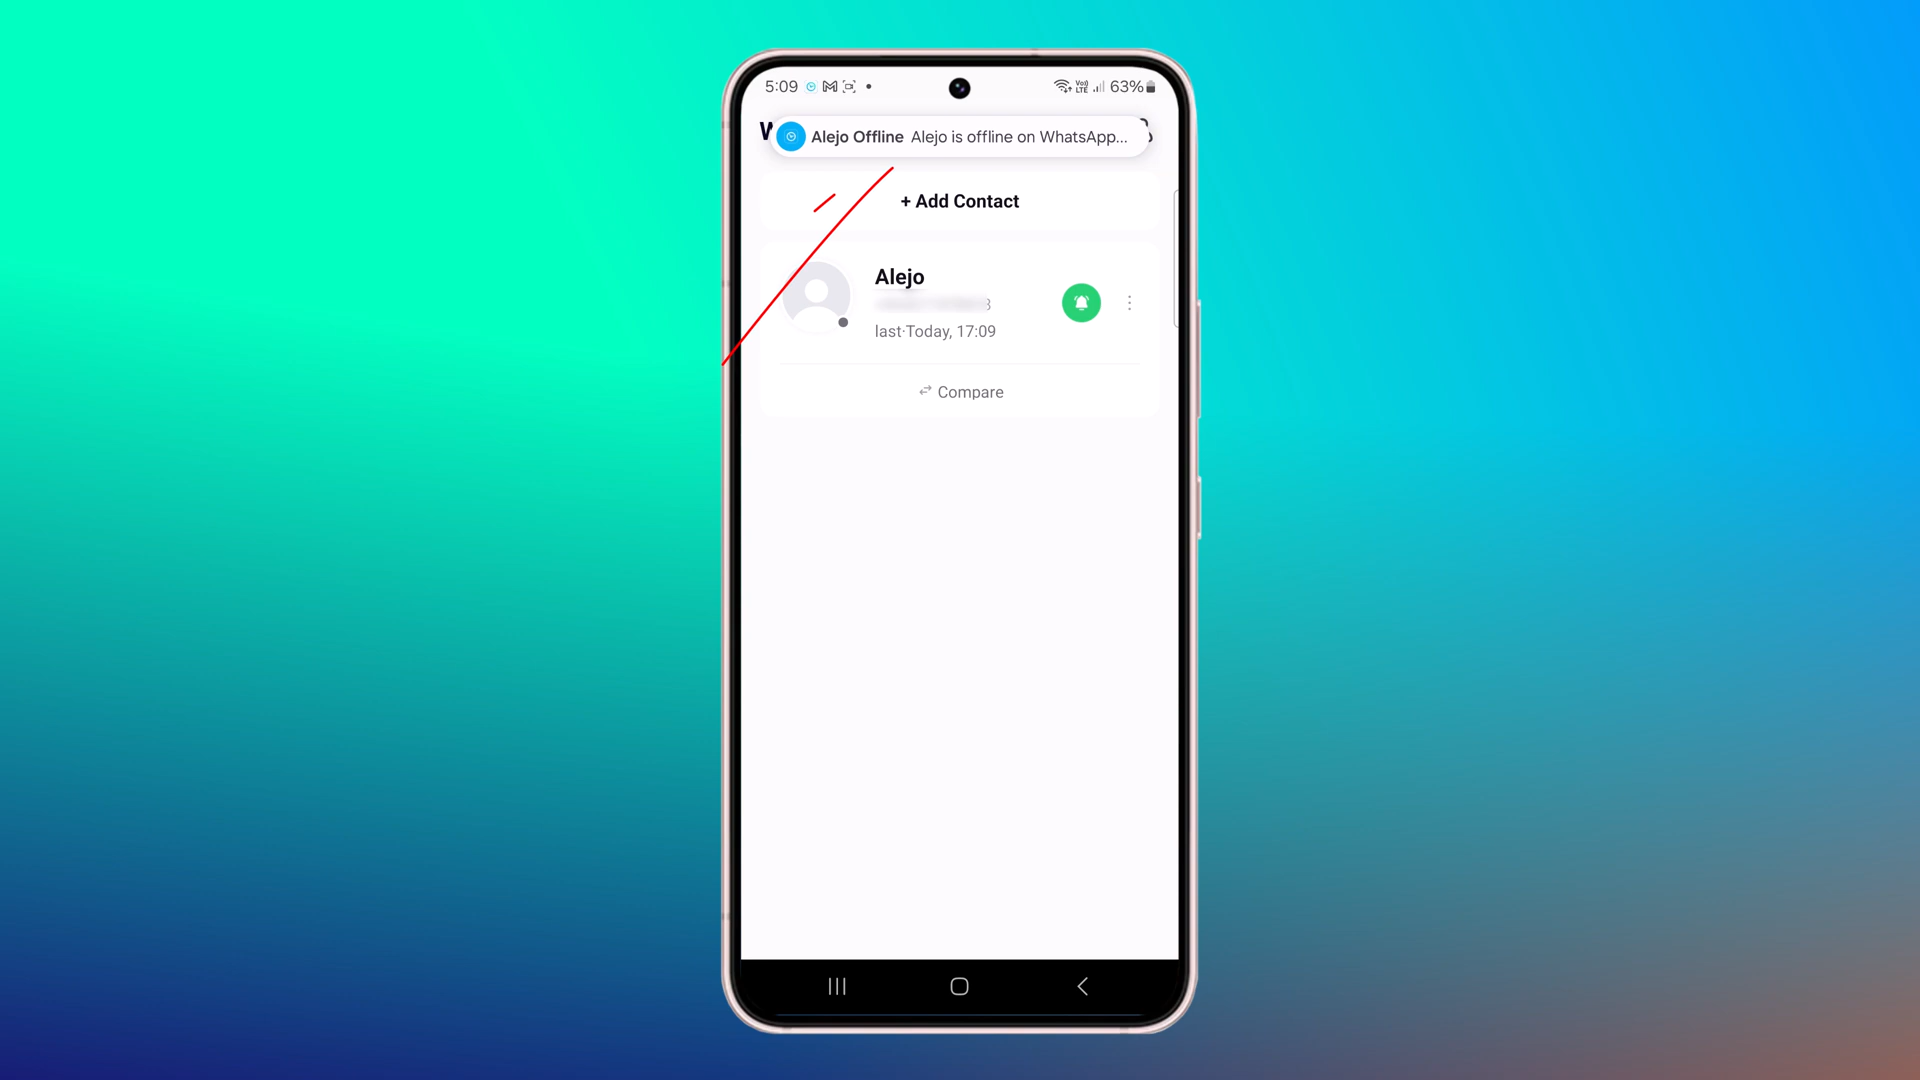 5:09 63%
Alejo Offline Alejo is offline on WhatsApp...
+ Add Contact
Alejo
last·Today, 17:09
Compare